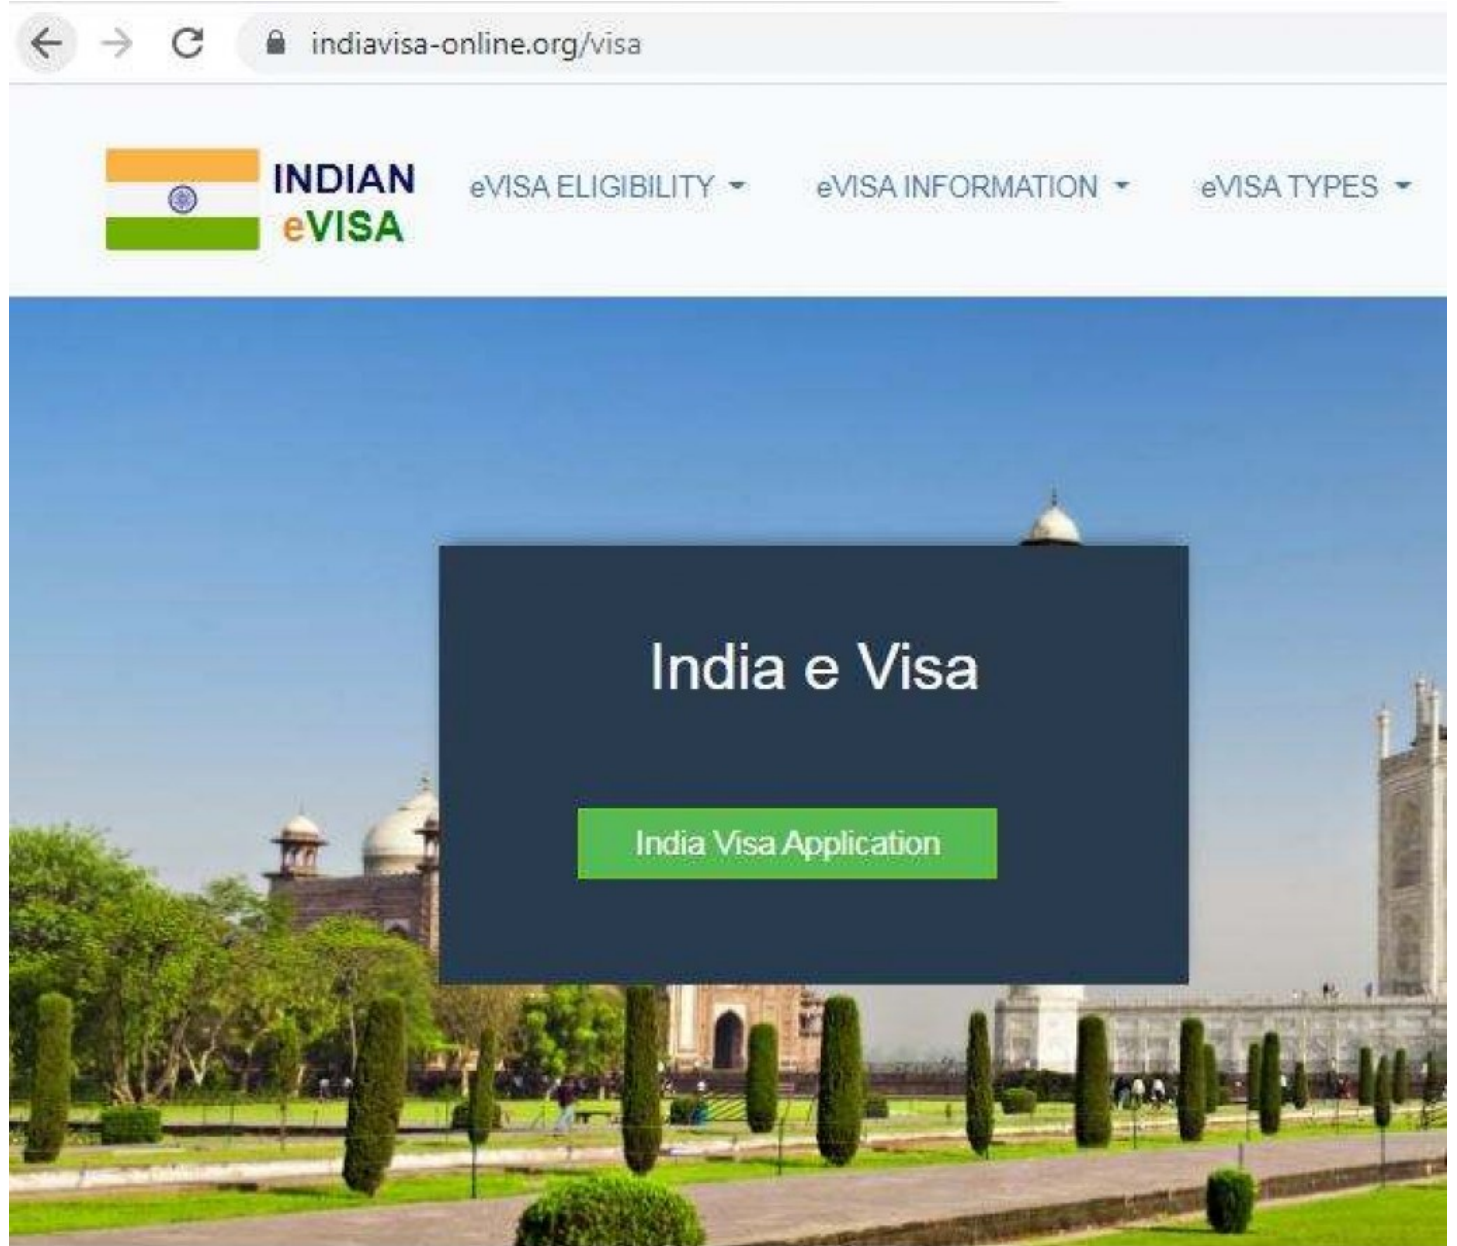 indiavisa-online.org/visa
INDIAN
eVISA
eVISA ELIGIBILITY
eVISA INFORMATION
eVISA TYPES
India e Visa
India Visa Application